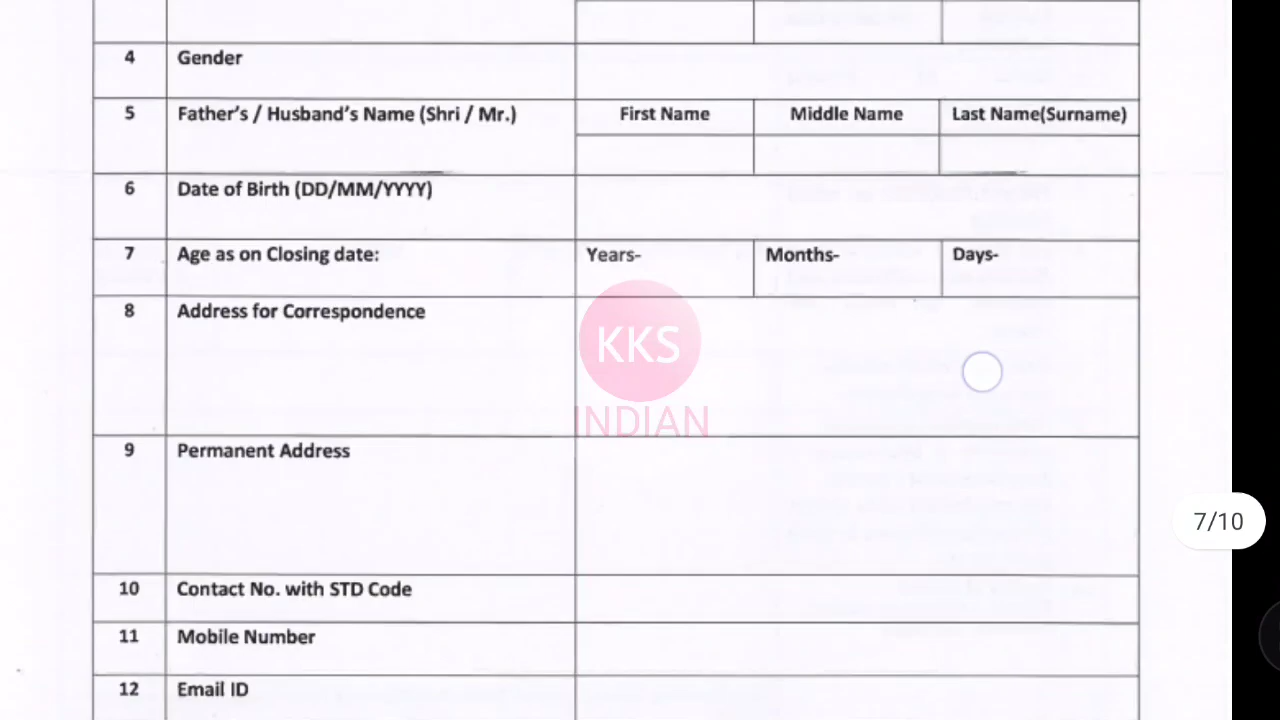 4 Gender
5 Father's / Husband's Name (Shri / Mr.) First Name Middle Name Last Name(Surname)
6 Date of Birth (DD/MM/YYYY)
7 Age as on Closing date: Years- Months- Days-
8 Address for Correspondence
KKS
INDIAN
9 Permanent Address
7/10
10 Contact No. with STD Code
11 Mobile Number
12 Email ID